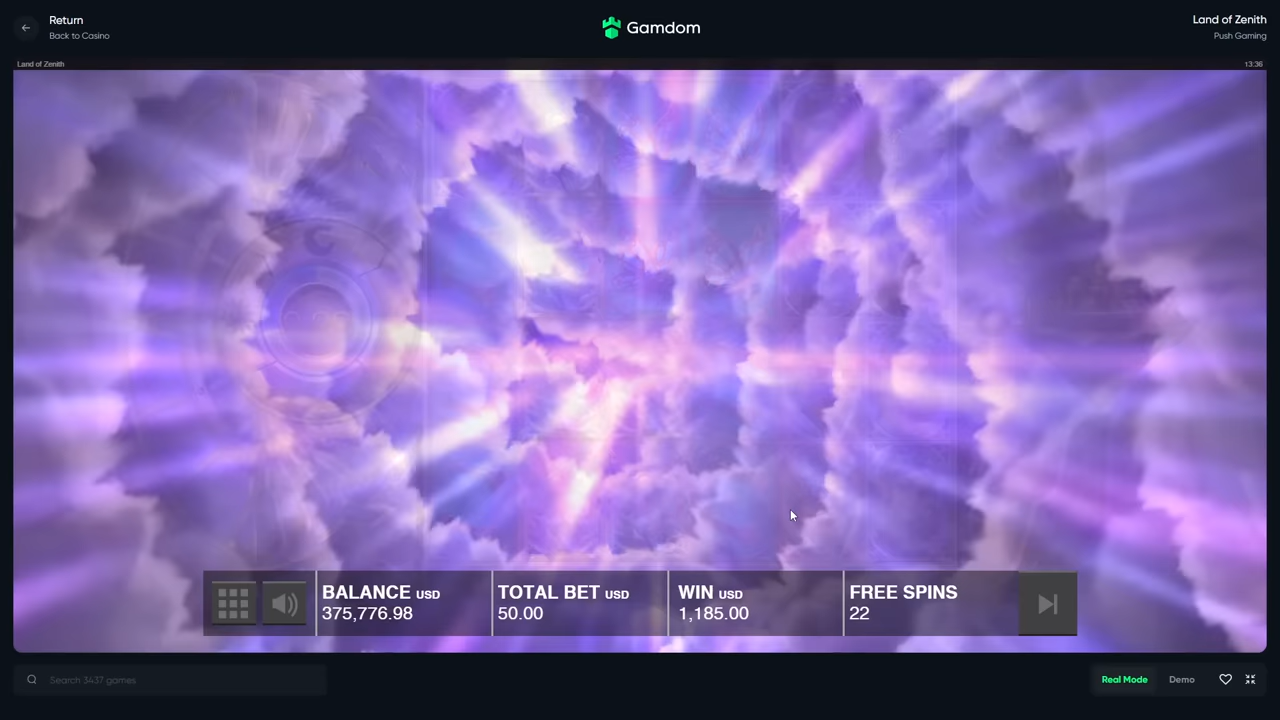 Return
Back to Casino
Gamdom
Land of Zenith
Push Gaming
Land of Zenith
13:36
BALANCE USD
375,776.98
TOTAL BET USD
50.00
WIN USD
1,185.00
FREE SPINS
22
Search 3437 games
Real Mode
Demo